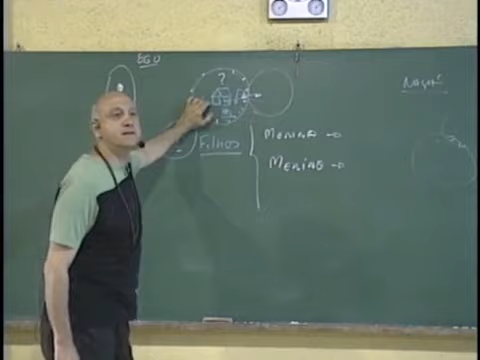 EGO
?
Filhos
Menina →
Menino →